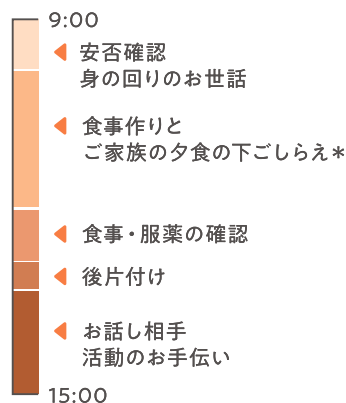 9:00
安否確認
身の回りのお世話
食事作りと
ご家族の夕食の下ごしらえ*
食事・服薬の確認
後片付け
お話し相手
活動のお手伝い
15:00